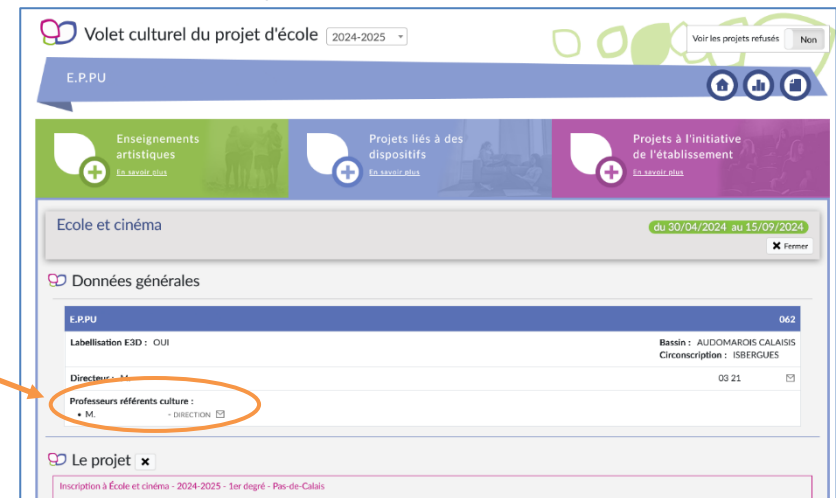 Volet culturel du projet d'école 2024-2025
Voir les projets refusés Non
E.P.PU
Enseignements
artistiques
En savoir plus
Projets liés à des
dispositifs
En savoir plus
Projets à l'initiative
de l'établissement
En savoir plus
Ecole et cinéma
du 30/04/2024 au 15/09/2024
✖ Fermer
Données générales
E.P.PU 062
Labellisation E3D : OUI
Bassin : AUDOMAROIS CALAISIS
Circonscription : ISBERGUES
Directeur : M.
03 21
Professeurs référents culture :
• M. - DIRECTION
Le projet ✖
Inscription à École et cinéma - 2024-2025 - 1er degré - Pas-de-Calais